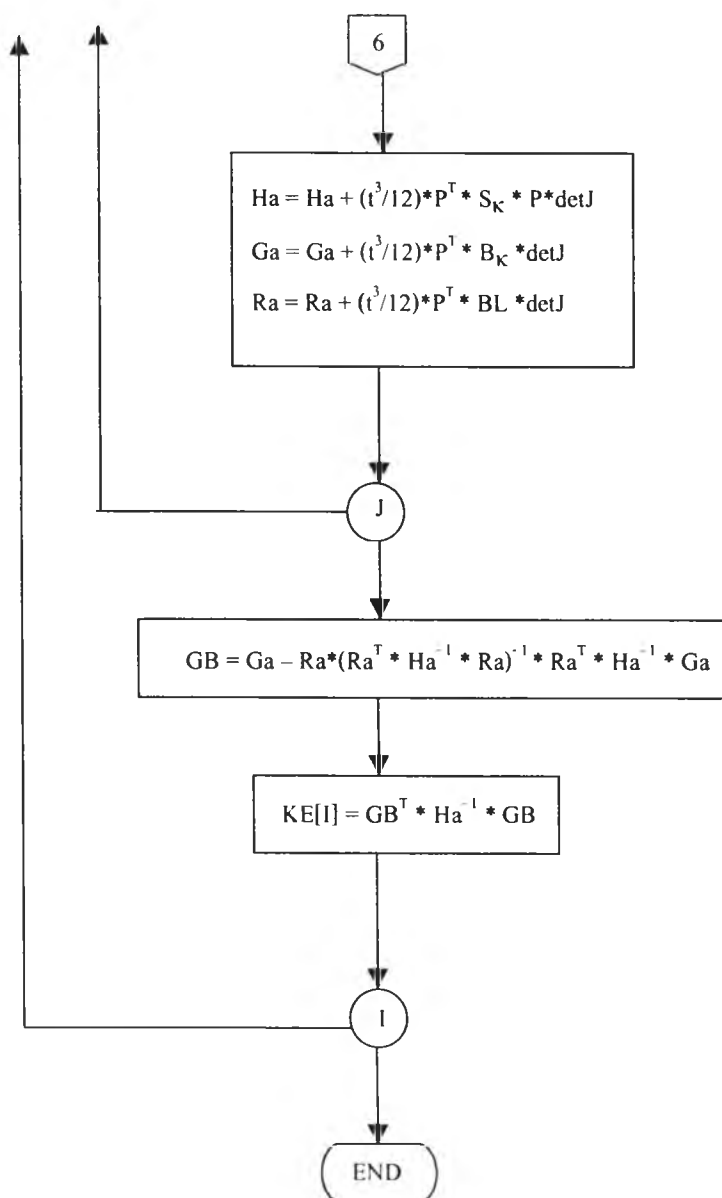 6
Ha = Ha + (t³/12)*Pᵀ * S_K * P*detJ
Ga = Ga + (t³/12)*Pᵀ * B_K *detJ
Ra = Ra + (t³/12)*Pᵀ * BL *detJ
J
GB = Ga – Ra*(Raᵀ * Ha⁻¹ * Ra)⁻¹ * Raᵀ * Ha⁻¹ * Ga
KE[I] = GBᵀ * Ha⁻¹ * GB
I
END